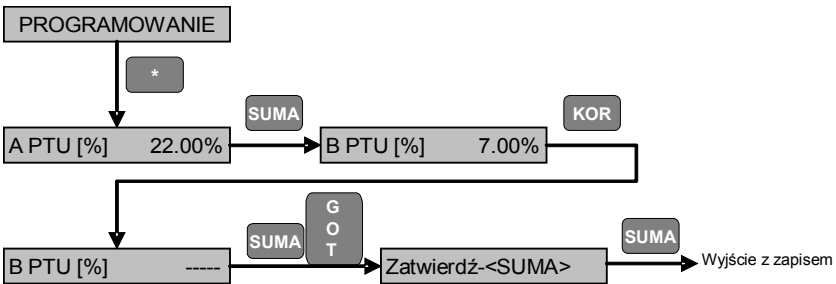 PROGRAMOWANIE
*
A PTU [%] 22.00%
SUMA
B PTU [%] 7.00%
KOR
B PTU [%] -----
SUMA
G
O
T
Zatwierdź-<SUMA>
SUMA
Wyjście z zapisem